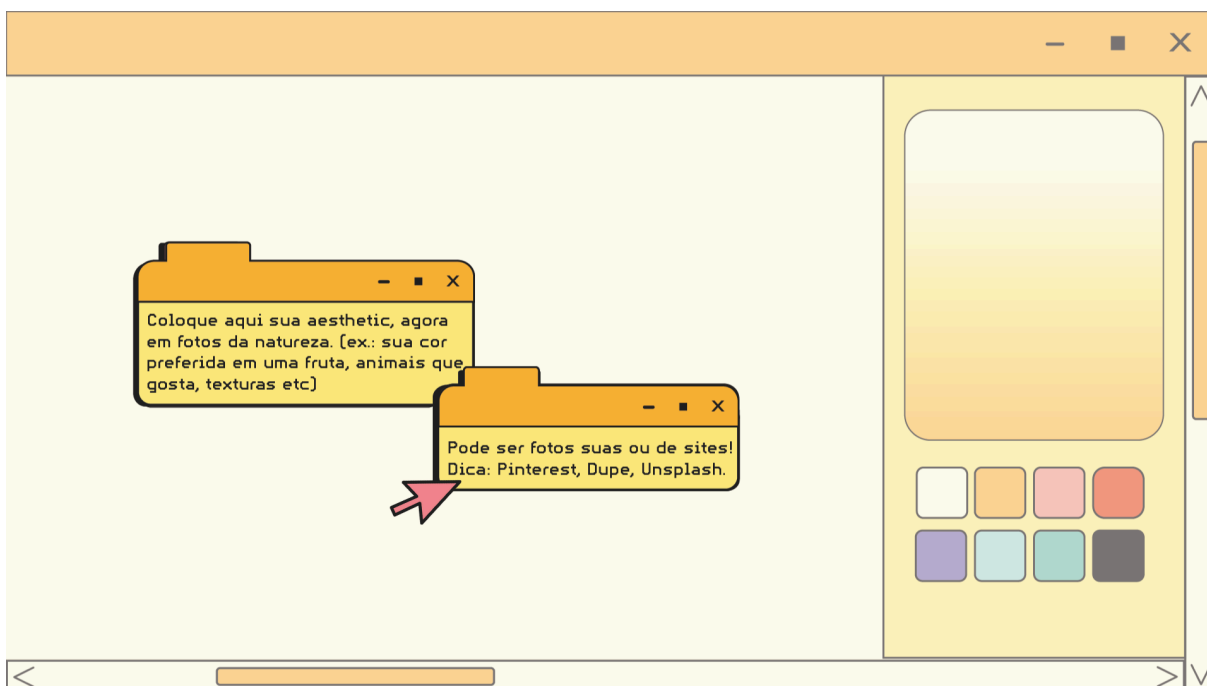 Coloque aqui sua aesthetic, agora
em fotos da natureza. (ex.: sua cor
preferida em uma fruta, animais que
gosta, texturas etc)
Pode ser fotos suas ou de sites!
Dica: Pinterest, Dupe, Unsplash.